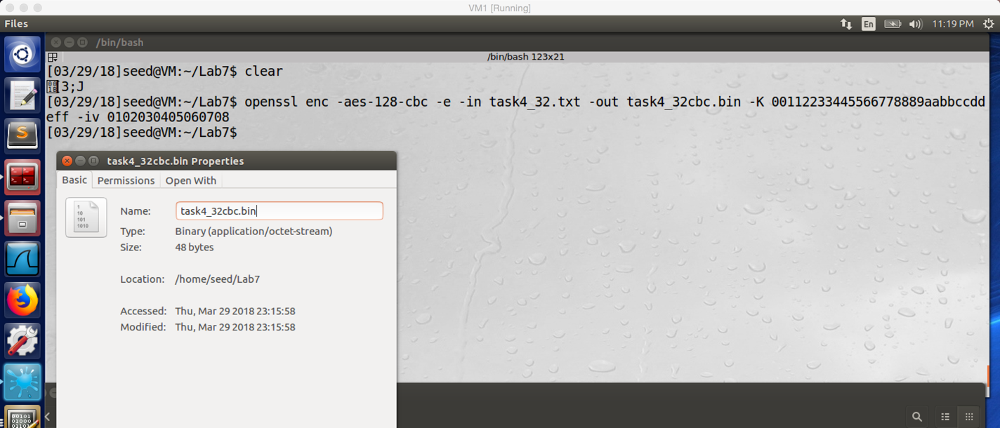 VM1 [Running]
Files
En
11:19 PM
/bin/bash
/bin/bash 123x21
[03/29/18]seed@VM:~/Lab7$ clear
[3;J
[03/29/18]seed@VM:~/Lab7$ openssl enc -aes-128-cbc -e -in task4_32.txt -out task4_32cbc.bin -K 00112233445566778889aabbccdd
eff -iv 0102030405060708
[03/29/18]seed@VM:~/Lab7$
task4_32cbc.bin Properties
Basic Permissions Open With
Name: task4_32cbc.bin
Type: Binary (application/octet-stream)
Size: 48 bytes
Location: /home/seed/Lab7
Accessed: Thu, Mar 29 2018 23:15:58
Modified: Thu, Mar 29 2018 23:15:58
1
10
101
1010